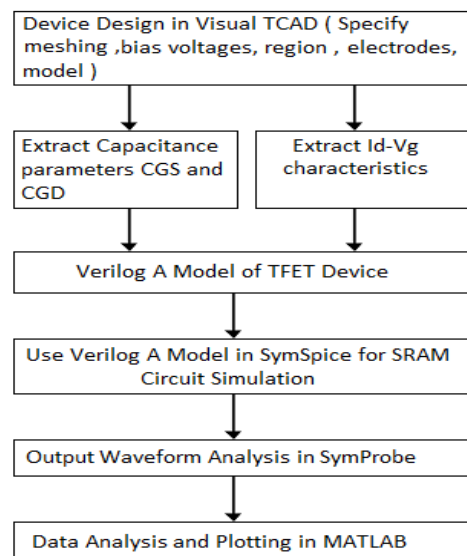 Device Design in Visual TCAD ( Specify
meshing ,bias voltages, region , electrodes,
model )
Extract Capacitance
parameters CGS and
CGD
Extract Id-Vg
characteristics
Verilog A Model of TFET Device
Use Verilog A Model in SymSpice for SRAM
Circuit Simulation
Output Waveform Analysis in SymProbe
Data Analysis and Plotting in MATLAB